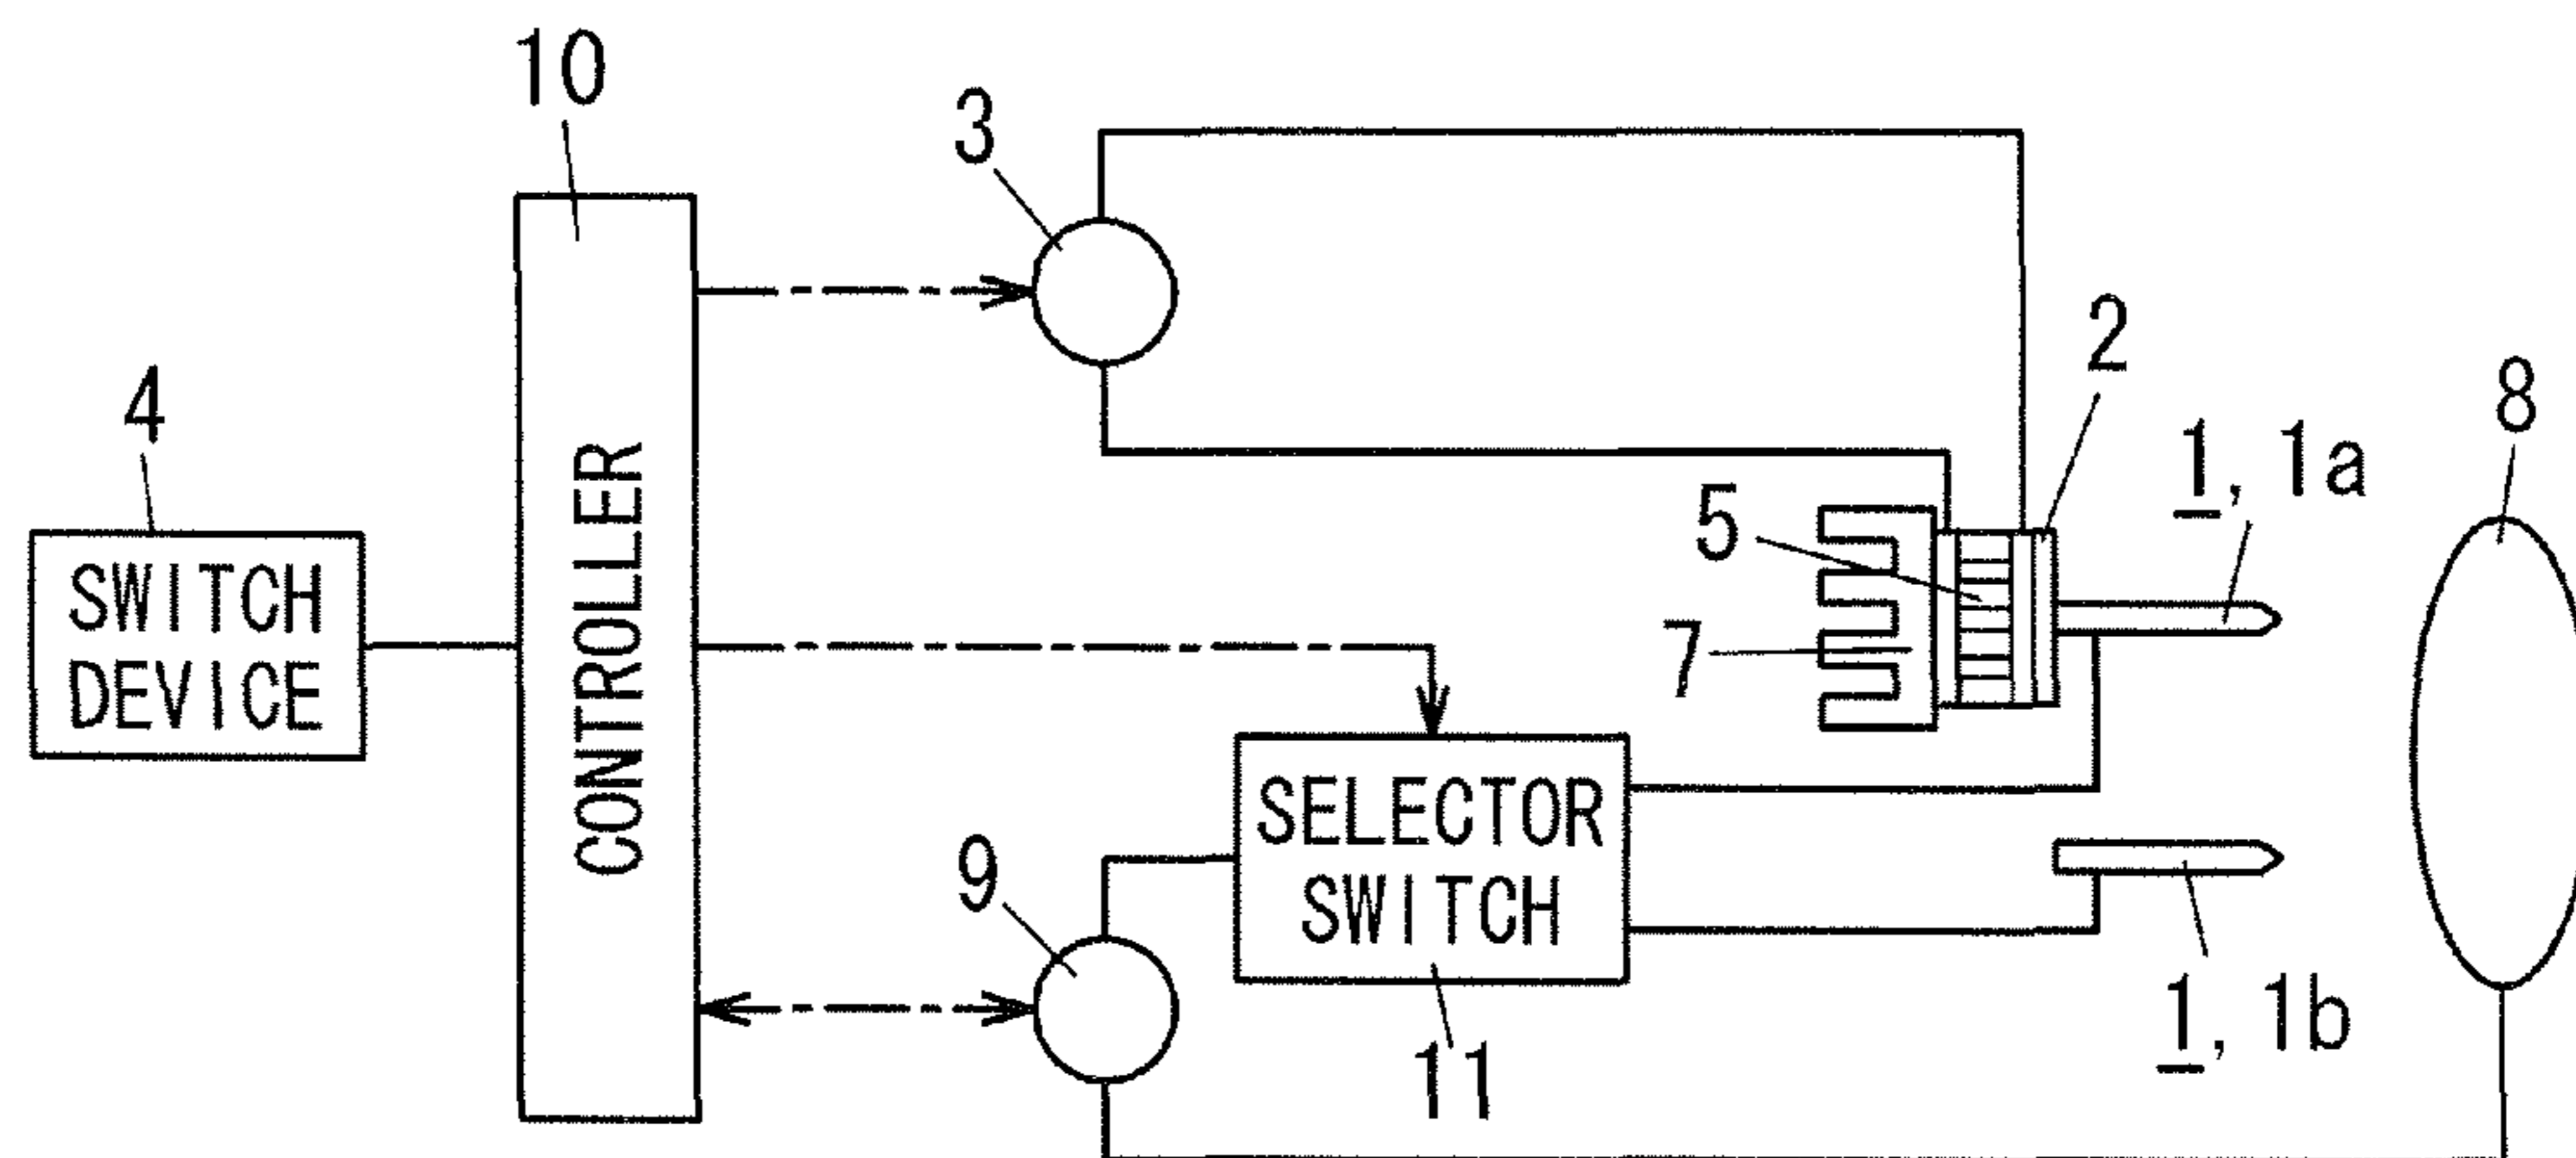 10
3
2
4
8
1, 1a
5
SWITCH
DEVICE
CONTROLLER
7
SELECTOR
SWITCH
9
1, 1b
11